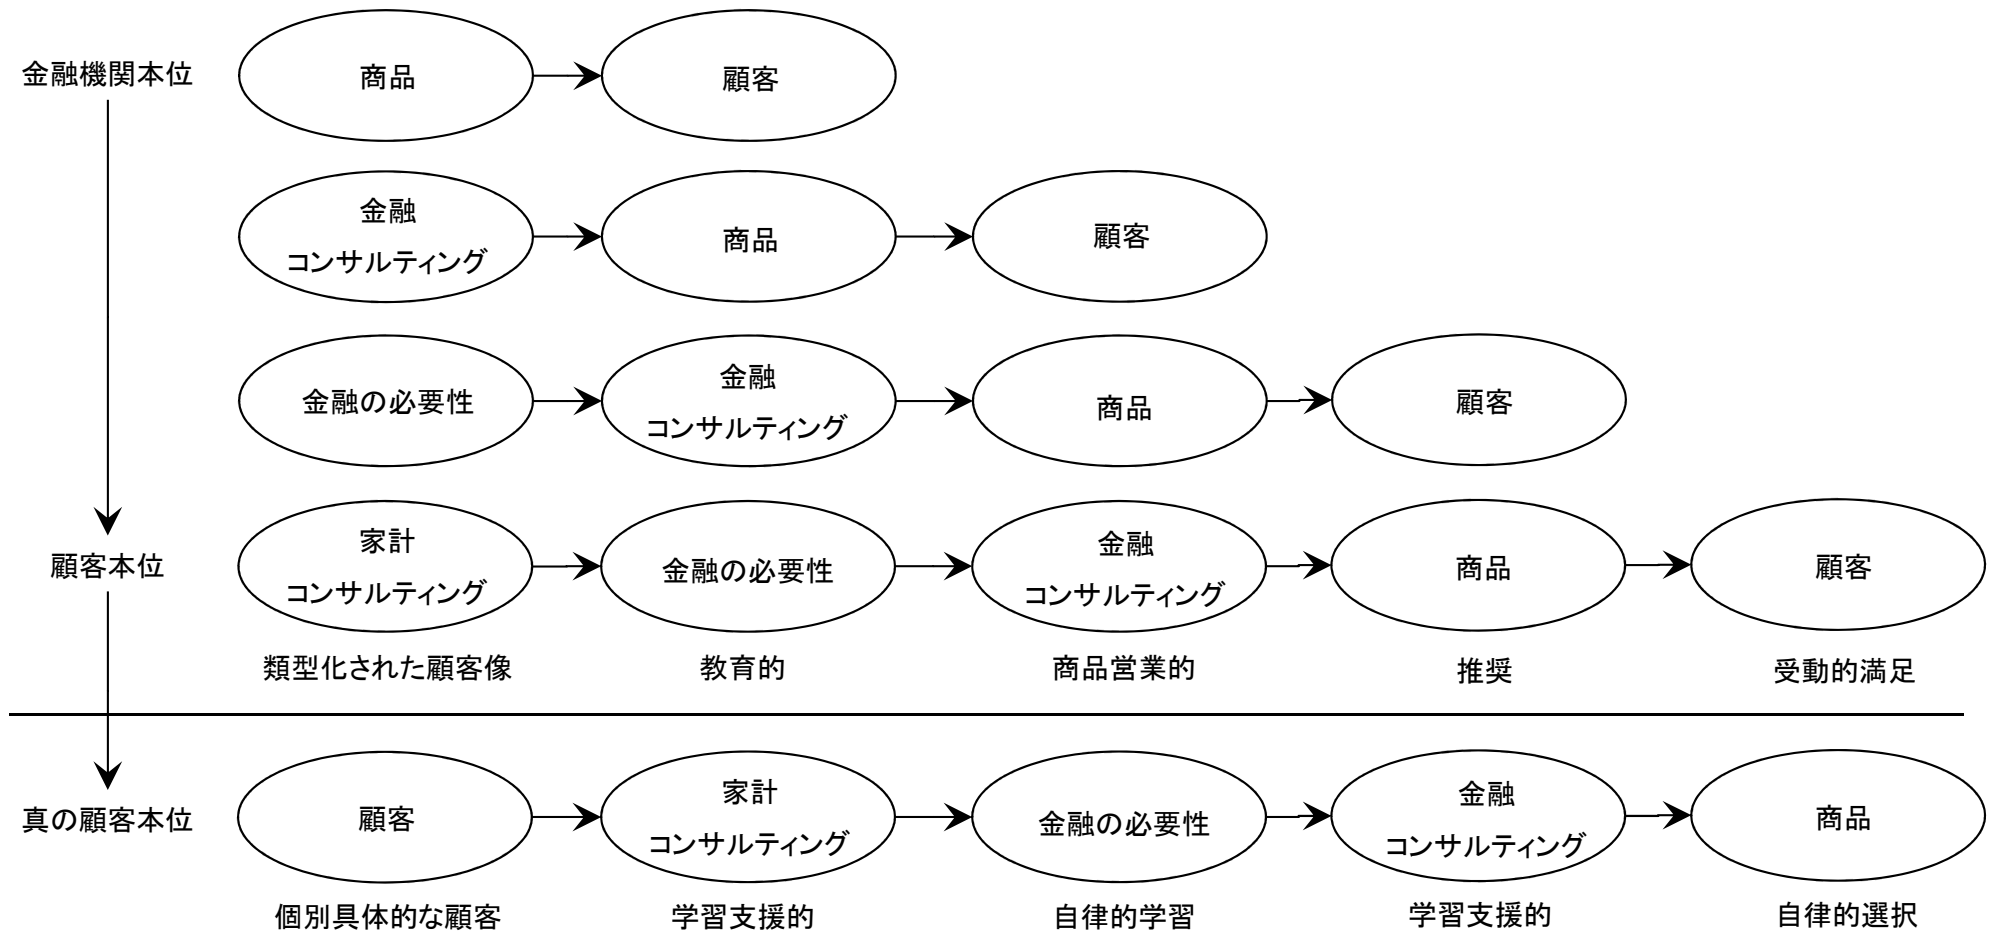 金融機関本位
商品
顧客
金融
コンサルティング
商品
顧客
金融の必要性
金融
コンサルティング
商品
顧客
顧客本位
家計
コンサルティング
金融の必要性
金融
コンサルティング
商品
顧客
類型化された顧客像
教育的
商品営業的
推奨
受動的満足
真の顧客本位
顧客
家計
コンサルティング
金融の必要性
金融
コンサルティング
商品
個別具体的な顧客
学習支援的
自律的学習
学習支援的
自律的選択